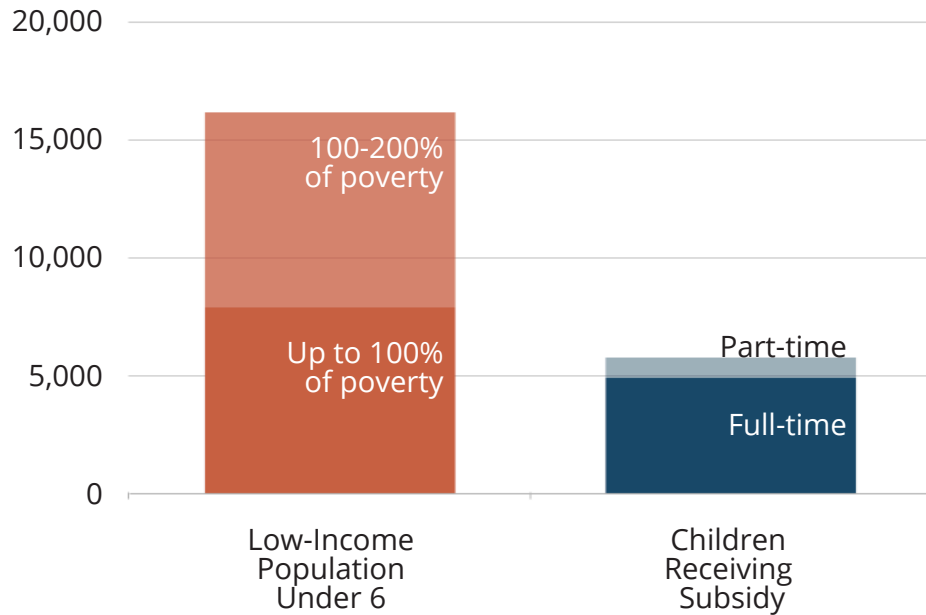 20,000
15,000
10,000
5,000
0
100-200%
of poverty
Up to 100%
of poverty
Part-time
Full-time
Low-Income
Population
Under 6
Children
Receiving
Subsidy